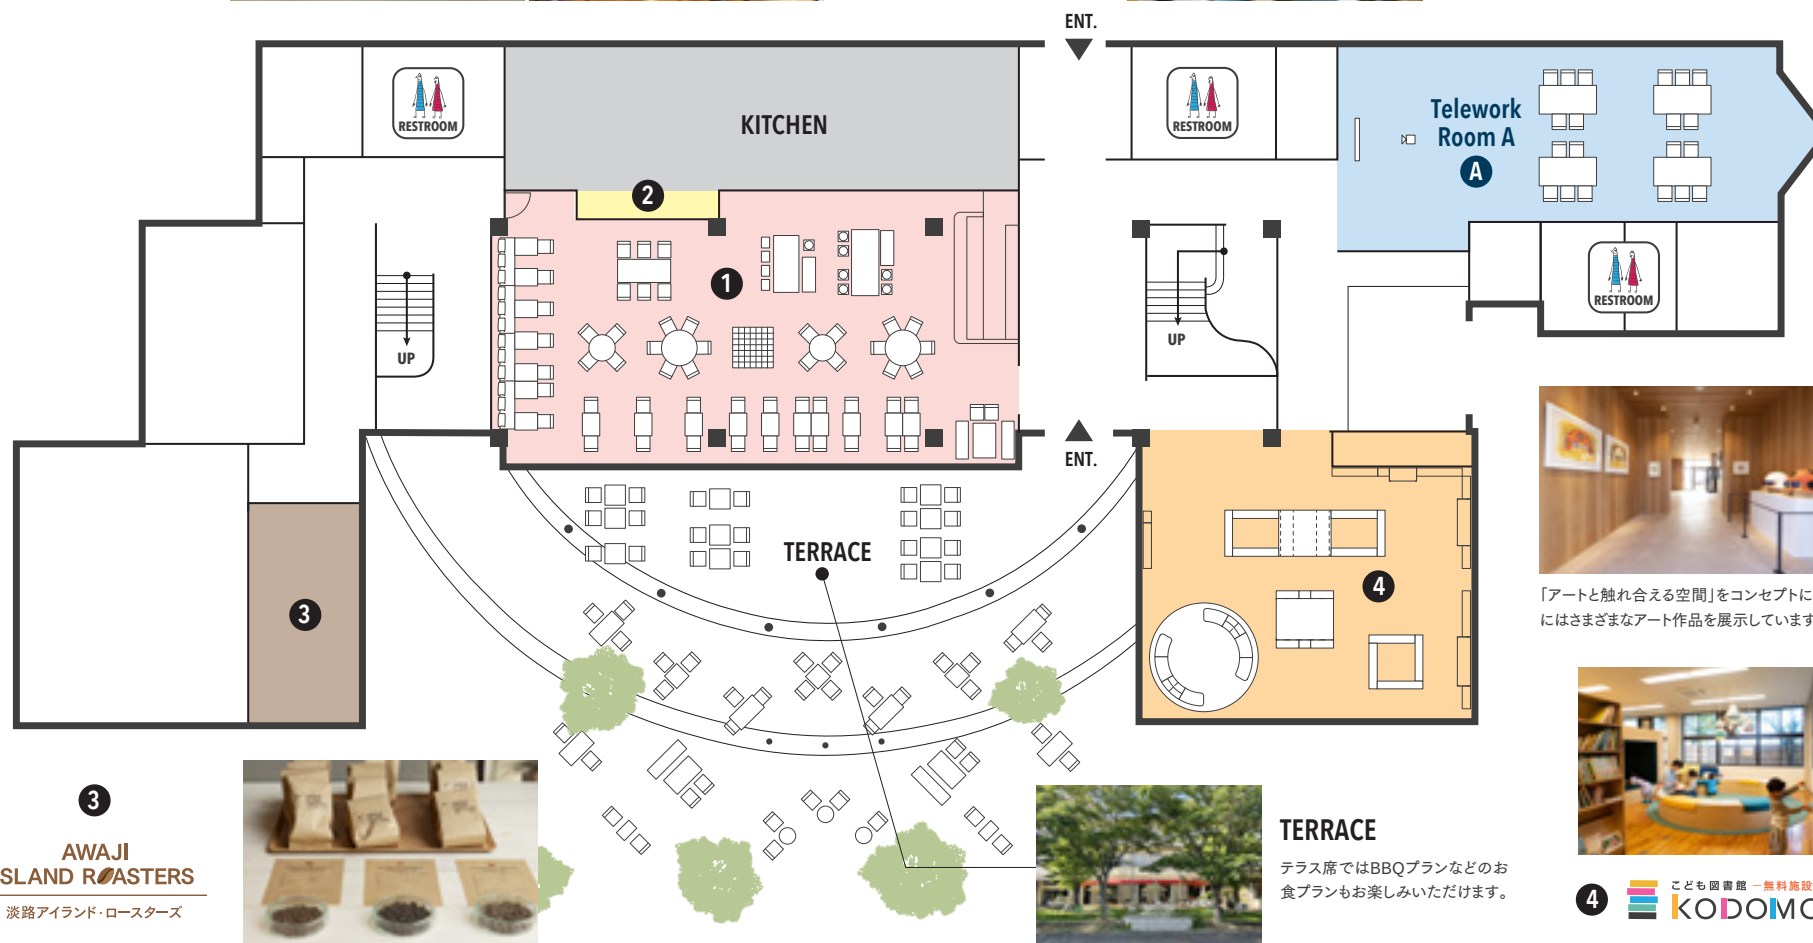 ENT.
RESTROOM
KITCHEN
RESTROOM
Telework
Room A
A
2
1
RESTROOM
UP
UP
ENT.
TERRACE
3
4
「アートと触れ合える空間」をコンセプトに
にはさまざまなアート作品を展示しています
3
AWAJI
SLAND ROASTERS
淡路アイランド・ロースターズ
TERRACE
テラス席ではBBQプランなどのお
食事プランもお楽しみいただけます。
4
こども図書館 ー無料施設
KODOMO